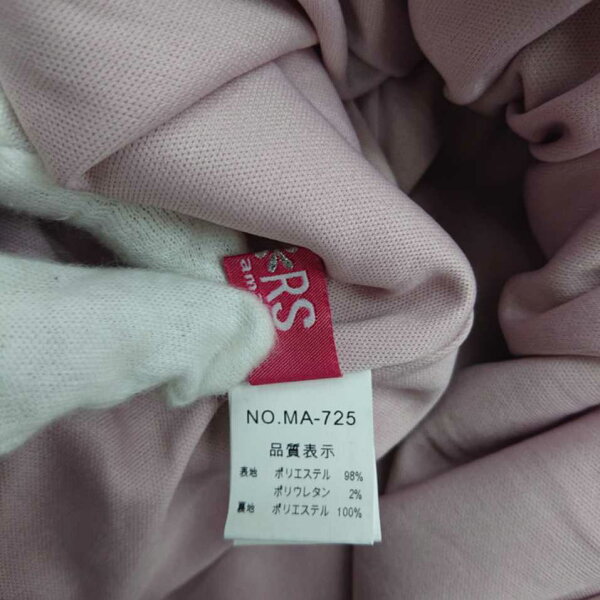 RS
am
NO.MA-725
品質表示
表地 ポリエステル 98%
ポリウレタン 2%
裏地 ポリエステル 100%